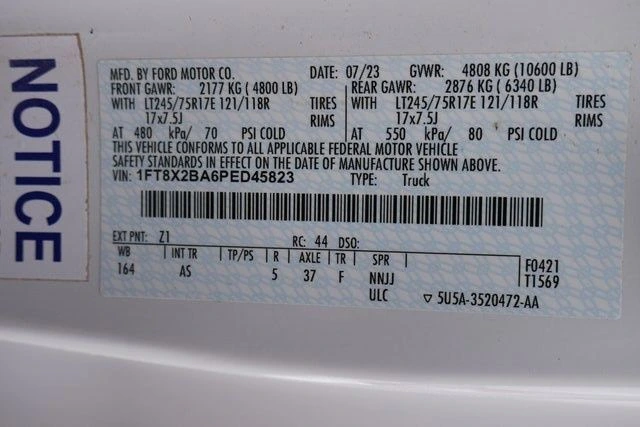 NOTICE
MFD. BY FORD MOTOR CO. DATE: 07/23 GVWR: 4808 KG (10600 LB)
FRONT GAWR: 2177 KG ( 4800 LB) REAR GAWR: 2876 KG ( 6340 LB)
WITH LT245/75R17E 121/118R TIRES WITH LT245/75R17E 121/118R TIRES
17x7.5J RIMS 17x7.5J RIMS
AT 480 kPa/ 70 PSI COLD AT 550 kPa/ 80 PSI COLD
THIS VEHICLE CONFORMS TO ALL APPLICABLE FEDERAL MOTOR VEHICLE
SAFETY STANDARDS IN EFFECT ON THE DATE OF MANUFACTURE SHOWN ABOVE.
VIN: 1FT8X2BA6PED45823 TYPE: Truck
EXT PNT: Z1 RC: 44 DSO:
WB INT TR TP/PS R AXLE TR SPR F0421
164 AS 5 37 F NNJJ T1569
ULC ▽ 5U5A-3520472-AA